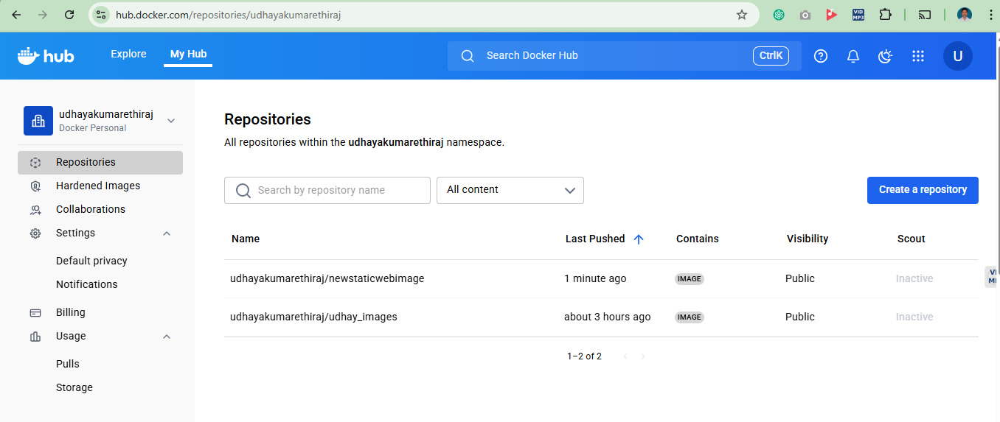 hub.docker.com/repositories/udhayakumarethiraj
VID
MP3
hub
Explore
My Hub
Search Docker Hub
CtrlK
U
udhayakumarethiraj
Docker Personal
Repositories
Hardened Images
Collaborations
Settings
Default privacy
Notifications
Billing
Usage
Pulls
Storage
Repositories
All repositories within the udhayakumarethiraj namespace.
Search by repository name
All content
Create a repository
Name Last Pushed Contains Visibility Scout
udhayakumarethiraj/newstaticwebimage 1 minute ago IMAGE Public Inactive
udhayakumarethiraj/udhay_images about 3 hours ago IMAGE Public Inactive
1–2 of 2